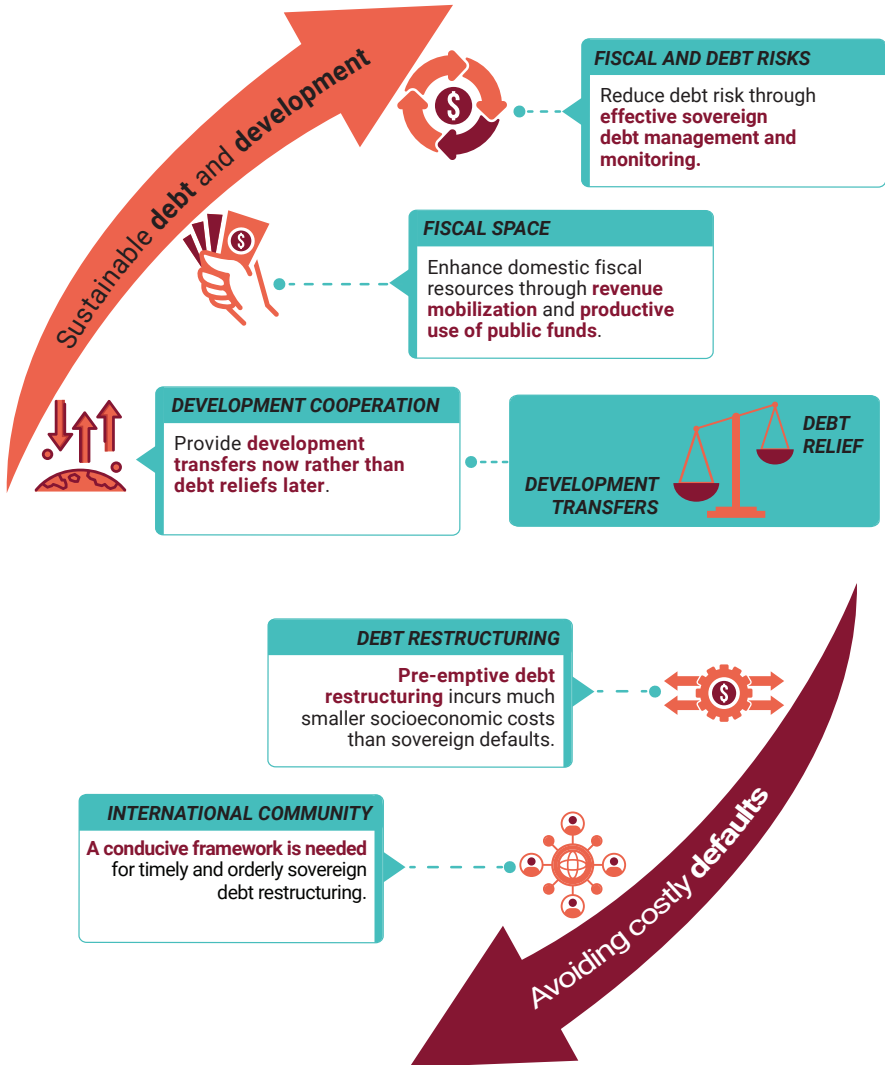 Sustainable debt and development
FISCAL AND DEBT RISKS
Reduce debt risk through
effective sovereign
debt management and
monitoring.
FISCAL SPACE
Enhance domestic fiscal
resources through revenue
mobilization and productive
use of public funds.
DEVELOPMENT COOPERATION
Provide development
transfers now rather than
debt reliefs later.
DEBT
RELIEF
DEVELOPMENT
TRANSFERS
DEBT RESTRUCTURING
Pre-emptive debt
restructuring incurs much
smaller socioeconomic costs
than sovereign defaults.
INTERNATIONAL COMMUNITY
A conducive framework is needed
for timely and orderly sovereign
debt restructuring.
Avoiding costly defaults
$
$
$